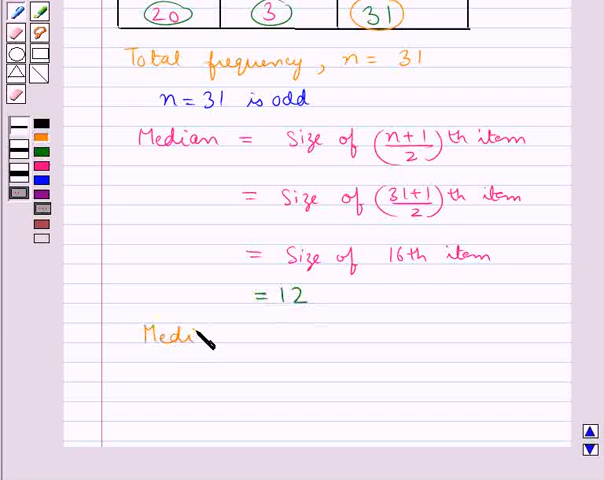 20 3 31
Total frequency, n = 31
n = 31 is odd
Median = Size of (n+1/2)th item
= Size of (31+1/2)th item
= Size of 16th item
= 12
Medi